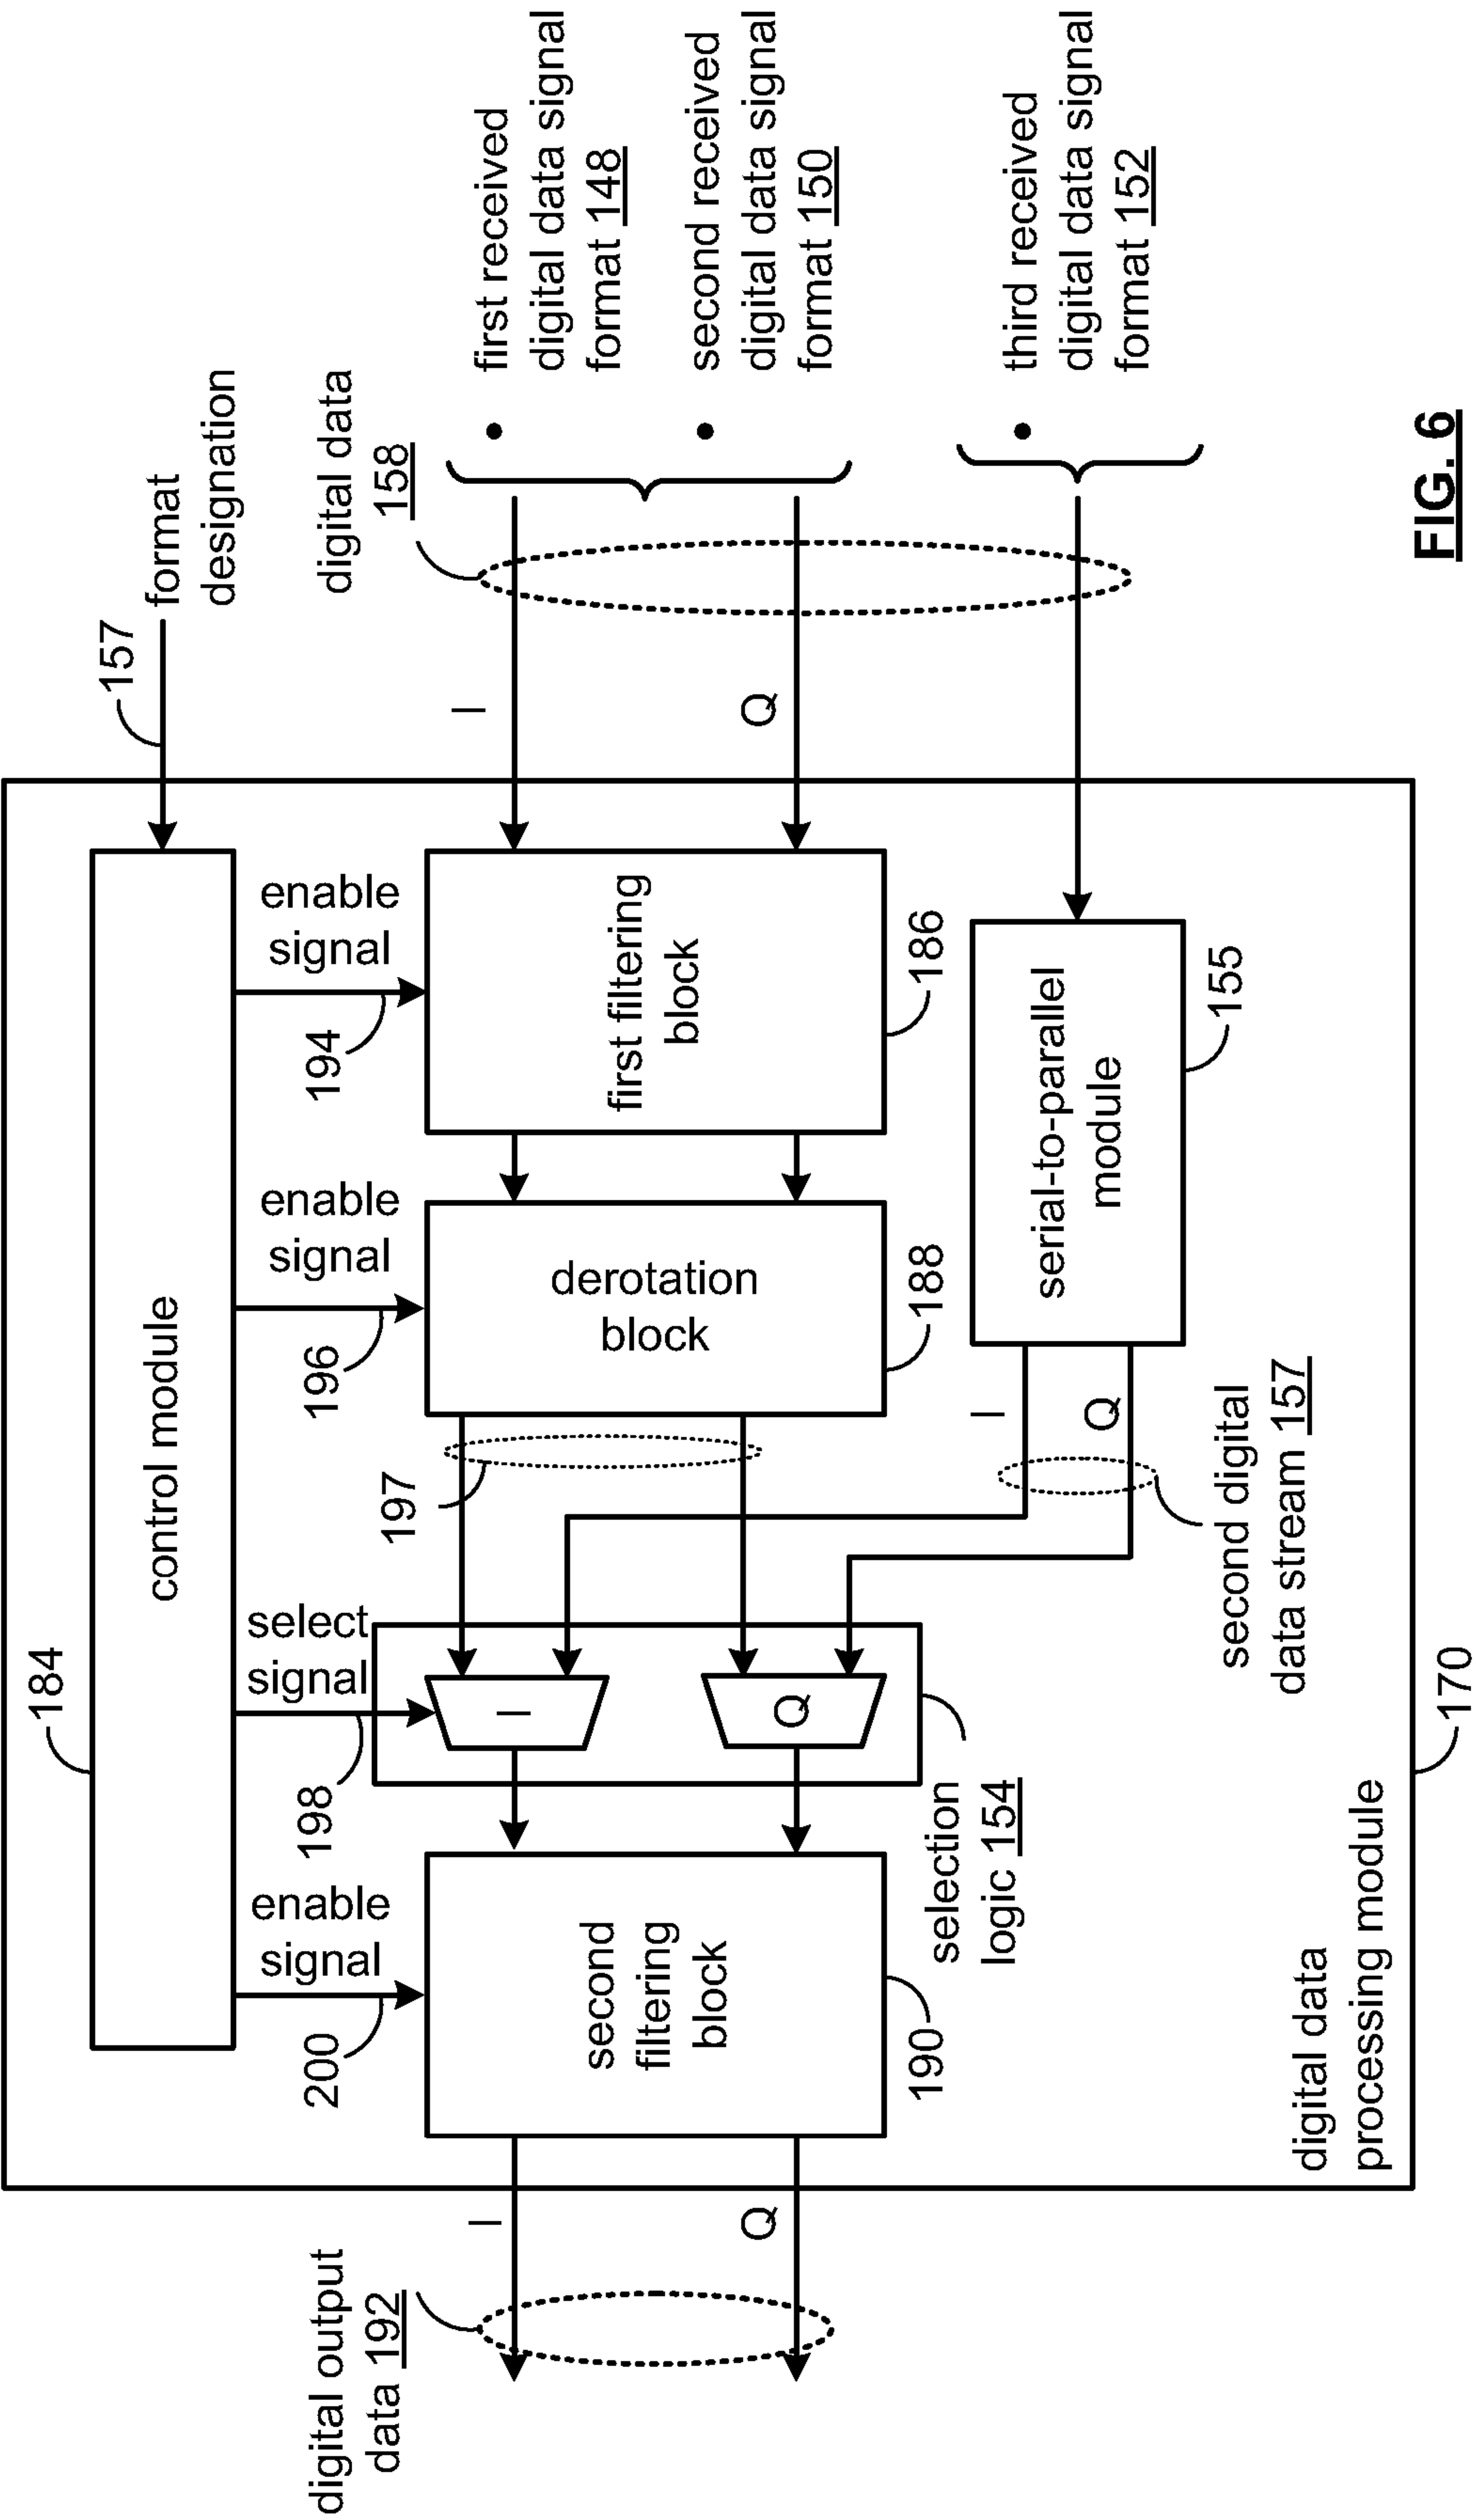 format
designation
157
digital data
158
first received
digital data signal
format 148
second received
digital data signal
format 150
third received
digital data signal
format 152
I
Q
184
control module
200
enable
signal
198
select
signal
196
enable
signal
194
enable
signal
digital output
data 192
I
Q
second
filtering
block
190
I
Q
selection
logic 154
197
derotation
block
188
first filtering
block
186
I
Q
second digital
data stream 157
serial-to-parallel
module
155
digital data
processing module
170
FIG. 6